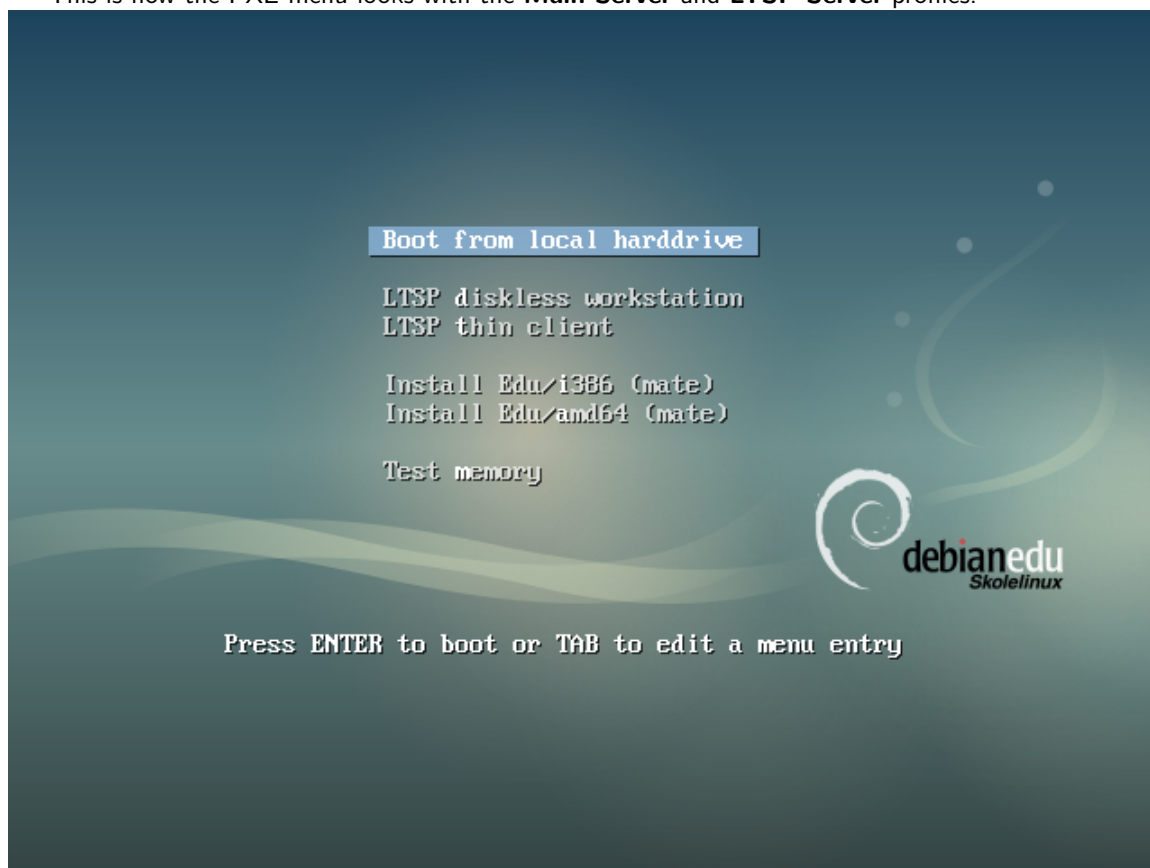 This is how the PXE menu looks with the Main Server and LTSP Server profiles:
Boot from local harddrive
LTSP diskless workstation
LTSP thin client
Install Edu/i386 (mate)
Install Edu/amd64 (mate)
Test memory
debianedu
Skolelinux
Press ENTER to boot or TAB to edit a menu entry